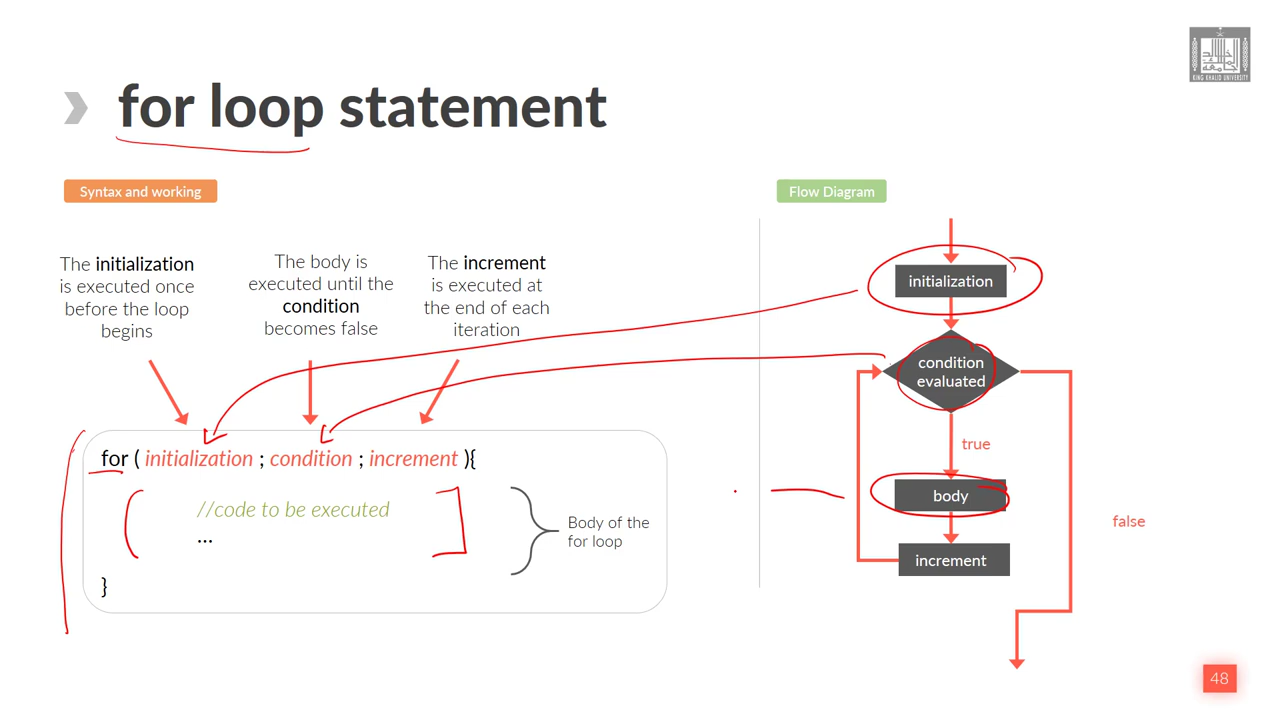 for loop statement
Syntax and working
Flow Diagram
The initialization
is executed once
before the loop
begins
The body is
executed until the
condition
becomes false
The increment
is executed at
the end of each
iteration
for ( initialization ; condition ; increment ){
//code to be executed
...
}
Body of the
for loop
initialization
condition
evaluated
true
body
increment
false
KING KHALID UNIVERSITY
48